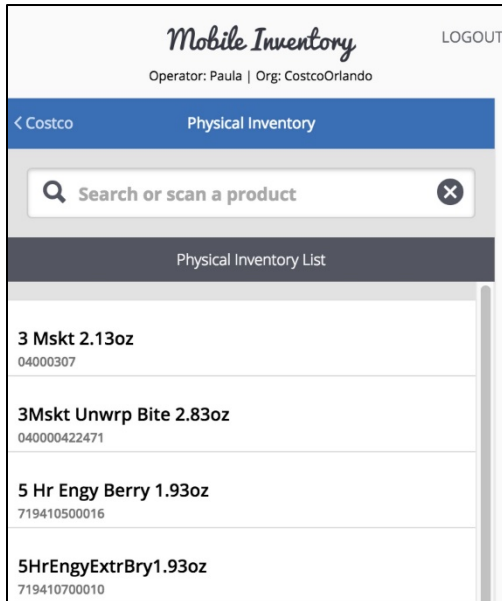 Mobile Inventory
LOGOUT
Operator: Paula | Org: CostcoOrlando
< Costco
Physical Inventory
Search or scan a product
Physical Inventory List
3 Mskt 2.13oz
04000307
3Mskt Unwrp Bite 2.83oz
040000422471
5 Hr Engy Berry 1.93oz
719410500016
5HrEngyExtrBry1.93oz
719410700010